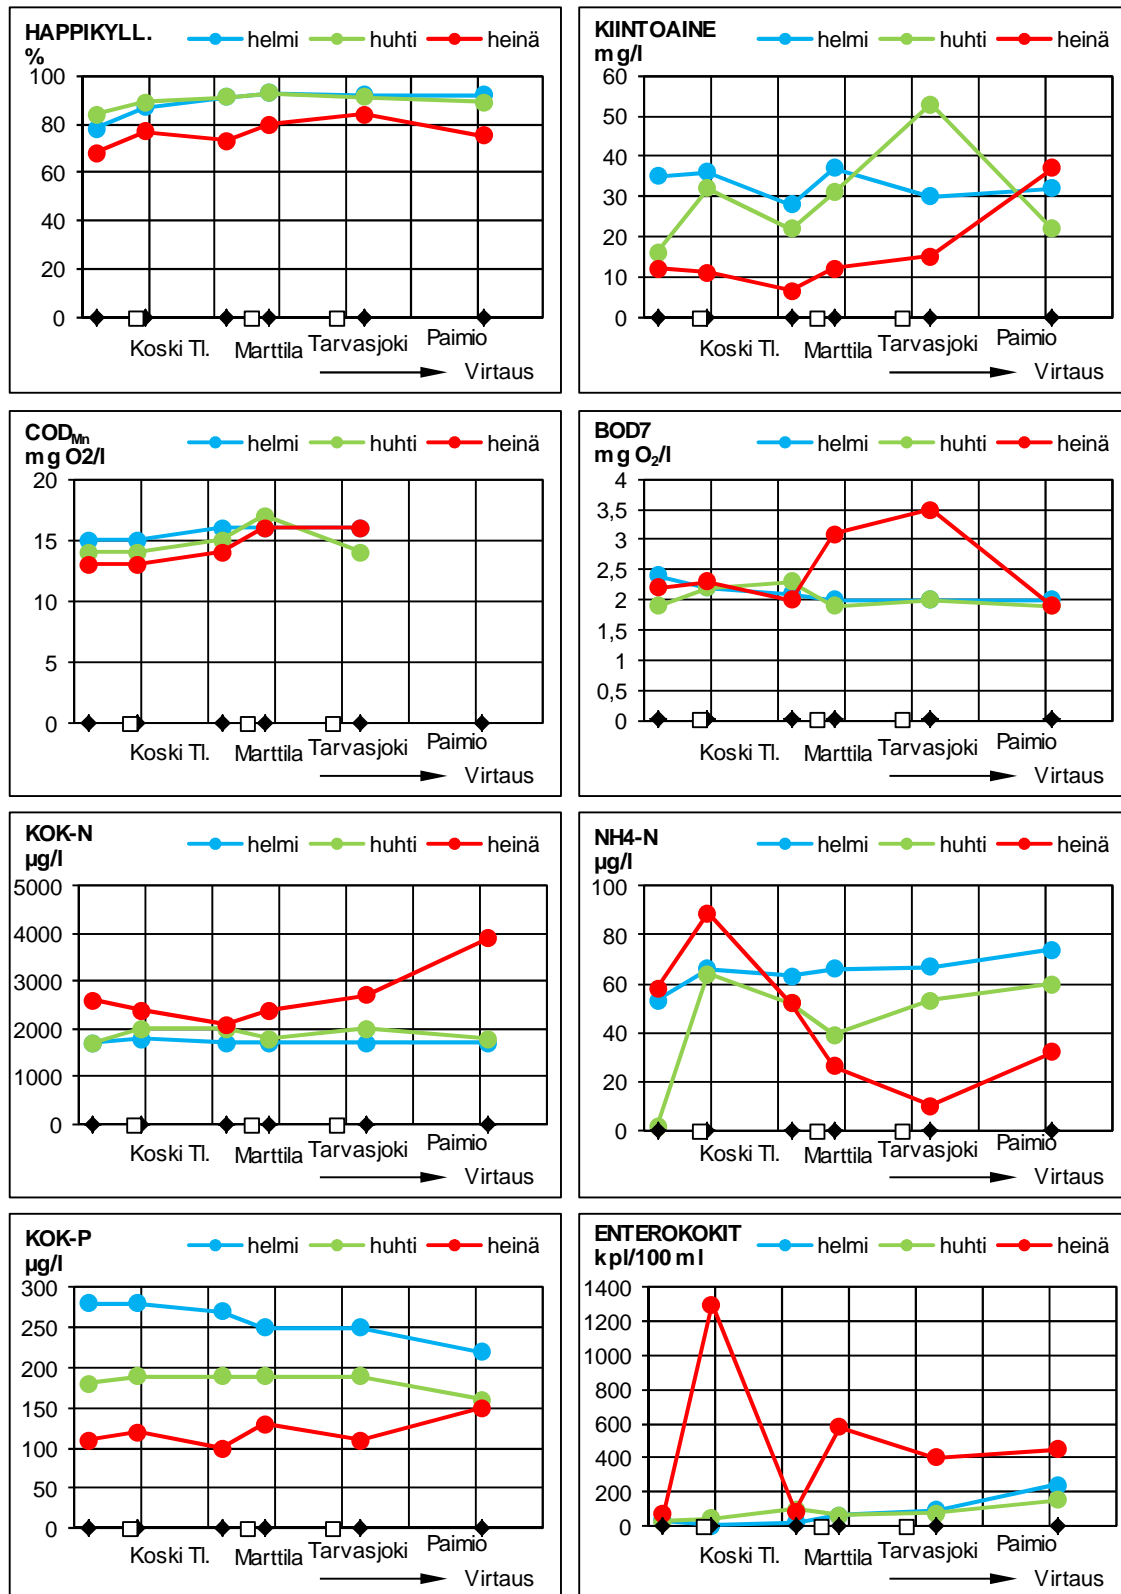 HAPPIKYLL.
%
helmi huhti heinä
100
80
60
40
20
0
Koski Tl. Marttila Tarvasjoki Paimio
Virtaus
KIINTOAINE
mg/l
helmi huhti heinä
60
50
40
30
20
10
0
Koski Tl. Marttila Tarvasjoki Paimio
Virtaus
COD_Mn
mg O2/l
helmi huhti heinä
20
15
10
5
0
Koski Tl. Marttila Tarvasjoki Paimio
Virtaus
BOD7
mg O₂/l
helmi huhti heinä
4
3,5
3
2,5
2
1,5
1
0,5
0
Koski Tl. Marttila Tarvasjoki Paimio
Virtaus
KOK-N
µg/l
helmi huhti heinä
5000
4000
3000
2000
1000
0
Koski Tl. Marttila Tarvasjoki Paimio
Virtaus
NH4-N
µg/l
helmi huhti heinä
100
80
60
40
20
0
Koski Tl. Marttila Tarvasjoki Paimio
Virtaus
KOK-P
µg/l
helmi huhti heinä
300
250
200
150
100
50
0
Koski Tl. Marttila Tarvasjoki Paimio
Virtaus
ENTEROKOKIT
kpl/100 ml
helmi huhti heinä
1400
1200
1000
800
600
400
200
0
Koski Tl. Marttila Tarvasjoki Paimio
Virtaus